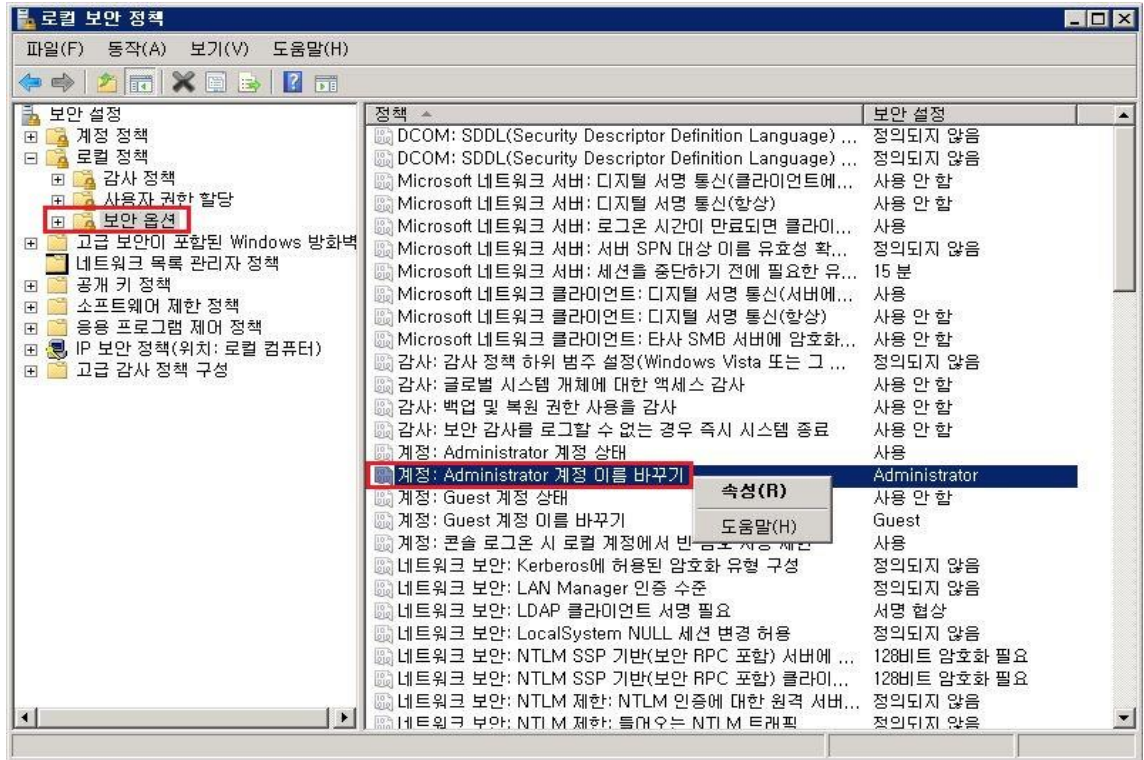 로컬 보안 정책
파일(F) 동작(A) 보기(V) 도움말(H)
보안 설정
계정 정책
로컬 정책
감사 정책
사용자 권한 할당
보안 옵션
고급 보안이 포함된 Windows 방화벽
네트워크 목록 관리자 정책
공개 키 정책
소프트웨어 제한 정책
응용 프로그램 제어 정책
IP 보안 정책(위치: 로컬 컴퓨터)
고급 감사 정책 구성
정책 보안 설정
DCOM: SDDL(Security Descriptor Definition Language) ... 정의되지 않음
DCOM: SDDL(Security Descriptor Definition Language) ... 정의되지 않음
Microsoft 네트워크 서버: 디지털 서명 통신(클라이언트에... 사용 안 함
Microsoft 네트워크 서버: 디지털 서명 통신(항상) 사용 안 함
Microsoft 네트워크 서버: 로그온 시간이 만료되면 클라이... 사용
Microsoft 네트워크 서버: 서버 SPN 대상 이름 유효성 확... 정의되지 않음
Microsoft 네트워크 서버: 세션을 중단하기 전에 필요한 유... 15 분
Microsoft 네트워크 클라이언트: 디지털 서명 통신(서버에... 사용
Microsoft 네트워크 클라이언트: 디지털 서명 통신(항상) 사용 안 함
Microsoft 네트워크 클라이언트: 타사 SMB 서버에 암호화... 사용 안 함
감사: 감사 정책 하위 범주 설정(Windows Vista 또는 그 ... 정의되지 않음
감사: 글로벌 시스템 개체에 대한 액세스 감사 사용 안 함
감사: 백업 및 복원 권한 사용을 감사 사용 안 함
감사: 보안 감사를 로그할 수 없는 경우 즉시 시스템 종료 사용 안 함
계정: Administrator 계정 상태 사용
계정: Administrator 계정 이름 바꾸기 Administrator
속성(R)
계정: Guest 계정 상태 사용 안 함
계정: Guest 계정 이름 바꾸기 Guest
도움말(H)
계정: 콘솔 로그온 시 로컬 계정에서 빈 사용
네트워크 보안: Kerberos에 허용된 암호화 유형 구성 정의되지 않음
네트워크 보안: LAN Manager 인증 수준 정의되지 않음
네트워크 보안: LDAP 클라이언트 서명 필요 서명 협상
네트워크 보안: LocalSystem NULL 세션 변경 허용 정의되지 않음
네트워크 보안: NTLM SSP 기반(보안 RPC 포함) 서버에 ... 128비트 암호화 필요
네트워크 보안: NTLM SSP 기반(보안 RPC 포함) 클라이... 128비트 암호화 필요
네트워크 보안: NTLM 제한: NTLM 인증에 대한 원격 서버... 정의되지 않음
네트워크 보안: NTLM 제한: 들어오는 NTLM 트래픽 정의되지 않음